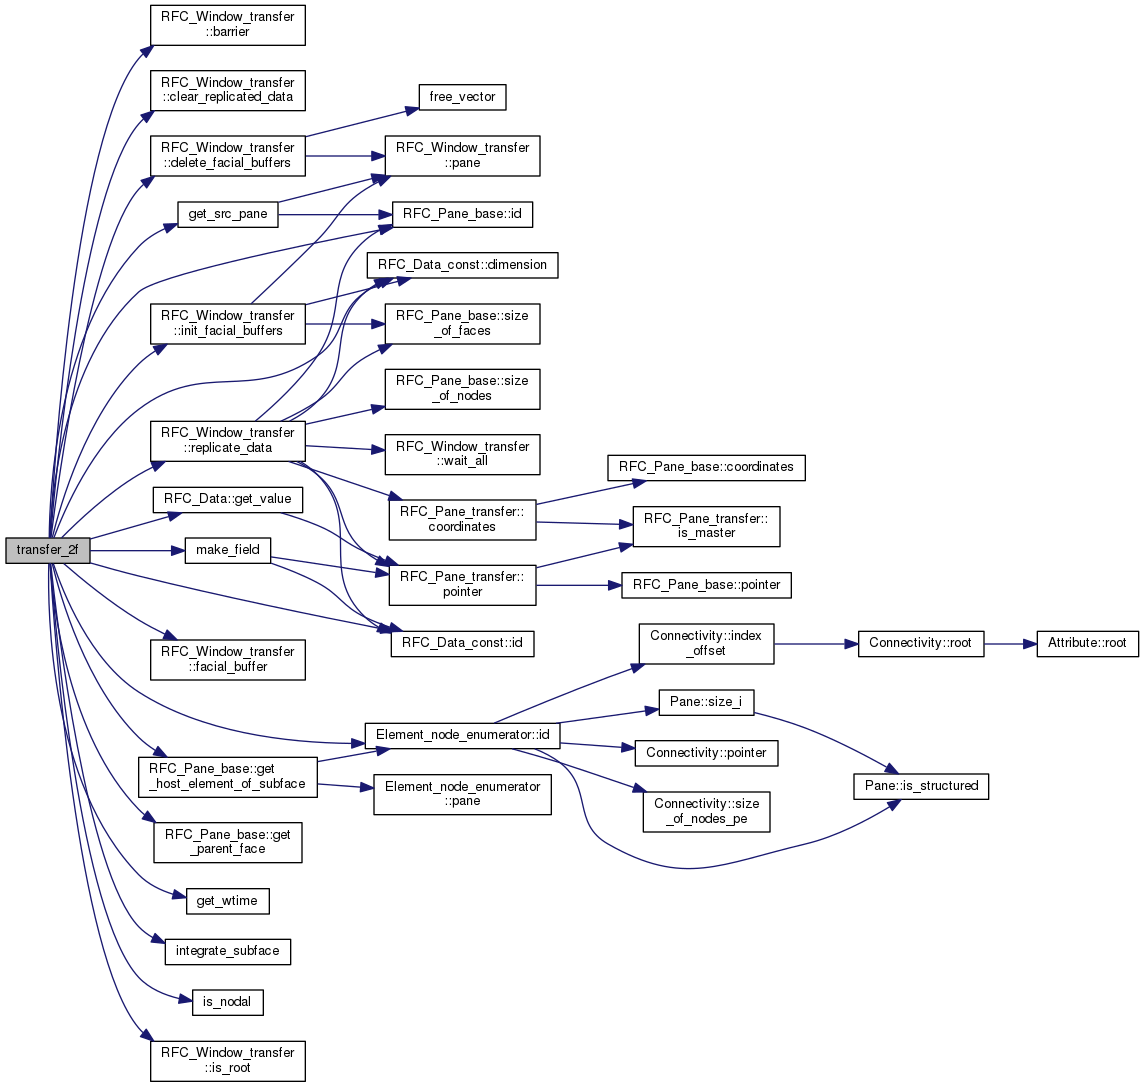 transfer_2f
RFC_Window_transfer
::barrier
RFC_Window_transfer
::clear_replicated_data
RFC_Window_transfer
::delete_facial_buffers
get_src_pane
RFC_Window_transfer
::init_facial_buffers
RFC_Window_transfer
::replicate_data
RFC_Data::get_value
make_field
RFC_Window_transfer
::facial_buffer
RFC_Pane_base::get
_host_element_of_subface
RFC_Pane_base::get
_parent_face
get_wtime
integrate_subface
is_nodal
RFC_Window_transfer
::is_root
free_vector
RFC_Window_transfer
::pane
RFC_Pane_base::id
RFC_Data_const::dimension
RFC_Pane_base::size
_of_faces
RFC_Pane_base::size
_of_nodes
RFC_Window_transfer
::wait_all
RFC_Pane_transfer::
coordinates
RFC_Pane_transfer::
pointer
RFC_Data_const::id
Element_node_enumerator::id
Element_node_enumerator
::pane
RFC_Pane_base::coordinates
RFC_Pane_transfer::
is_master
RFC_Pane_base::pointer
Connectivity::index
_offset
Pane::size_i
Connectivity::pointer
Connectivity::size
_of_nodes_pe
Connectivity::root
Pane::is_structured
Attribute::root